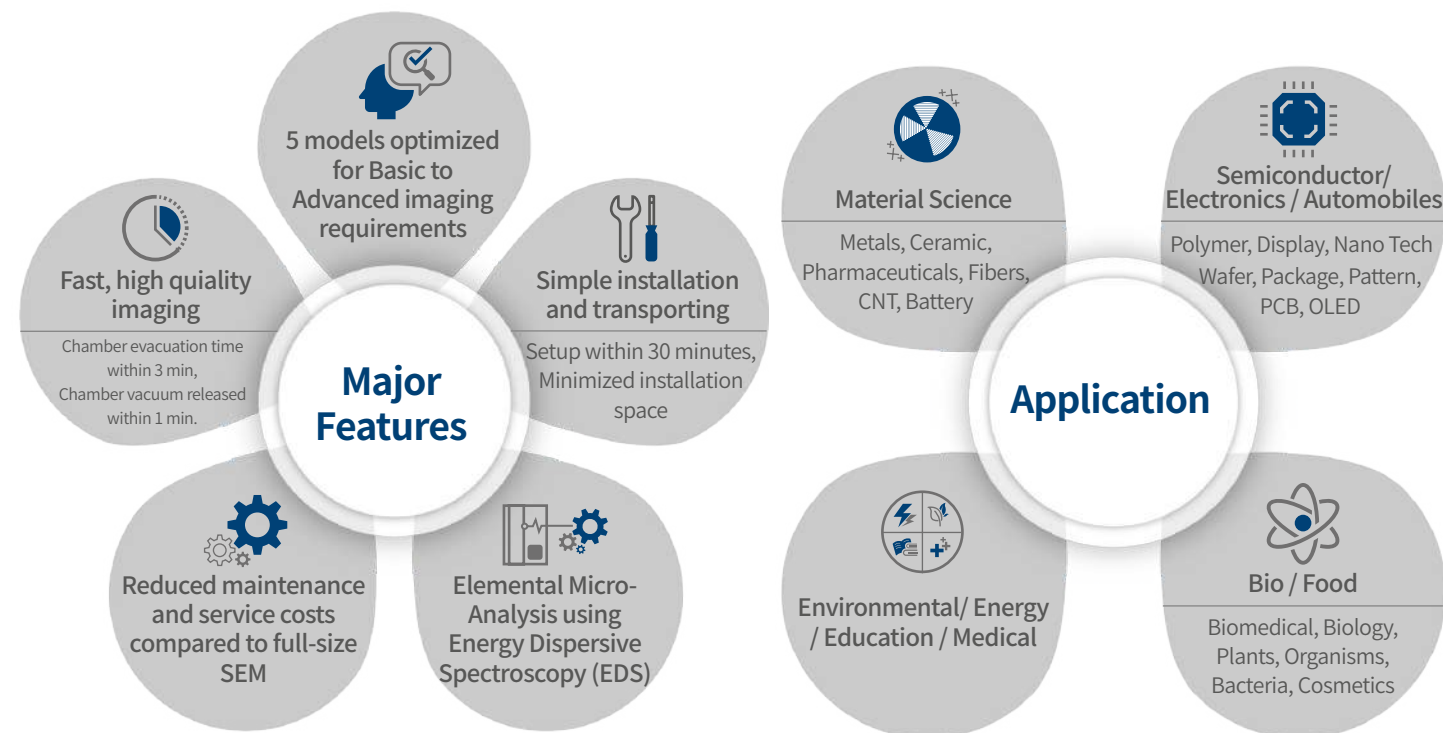 5 models optimized
for Basic to
Advanced imaging
requirements
Fast, high quiality
imaging
Chamber evacuation time
within 3 min,
Chamber vacuum released
within 1 min.
Simple installation
and transporting
Setup within 30 minutes,
Minimized installation
space
Major
Features
Reduced maintenance
and service costs
compared to full-size
SEM
Elemental Micro-
Analysis using
Energy Dispersive
Spectroscopy (EDS)
Material Science
Metals, Ceramic,
Pharmaceuticals, Fibers,
CNT, Battery
Semiconductor/
Electronics / Automobiles
Polymer, Display, Nano Tech
Wafer, Package, Pattern,
PCB, OLED
Application
Environmental/ Energy
/ Education / Medical
Bio / Food
Biomedical, Biology,
Plants, Organisms,
Bacteria, Cosmetics